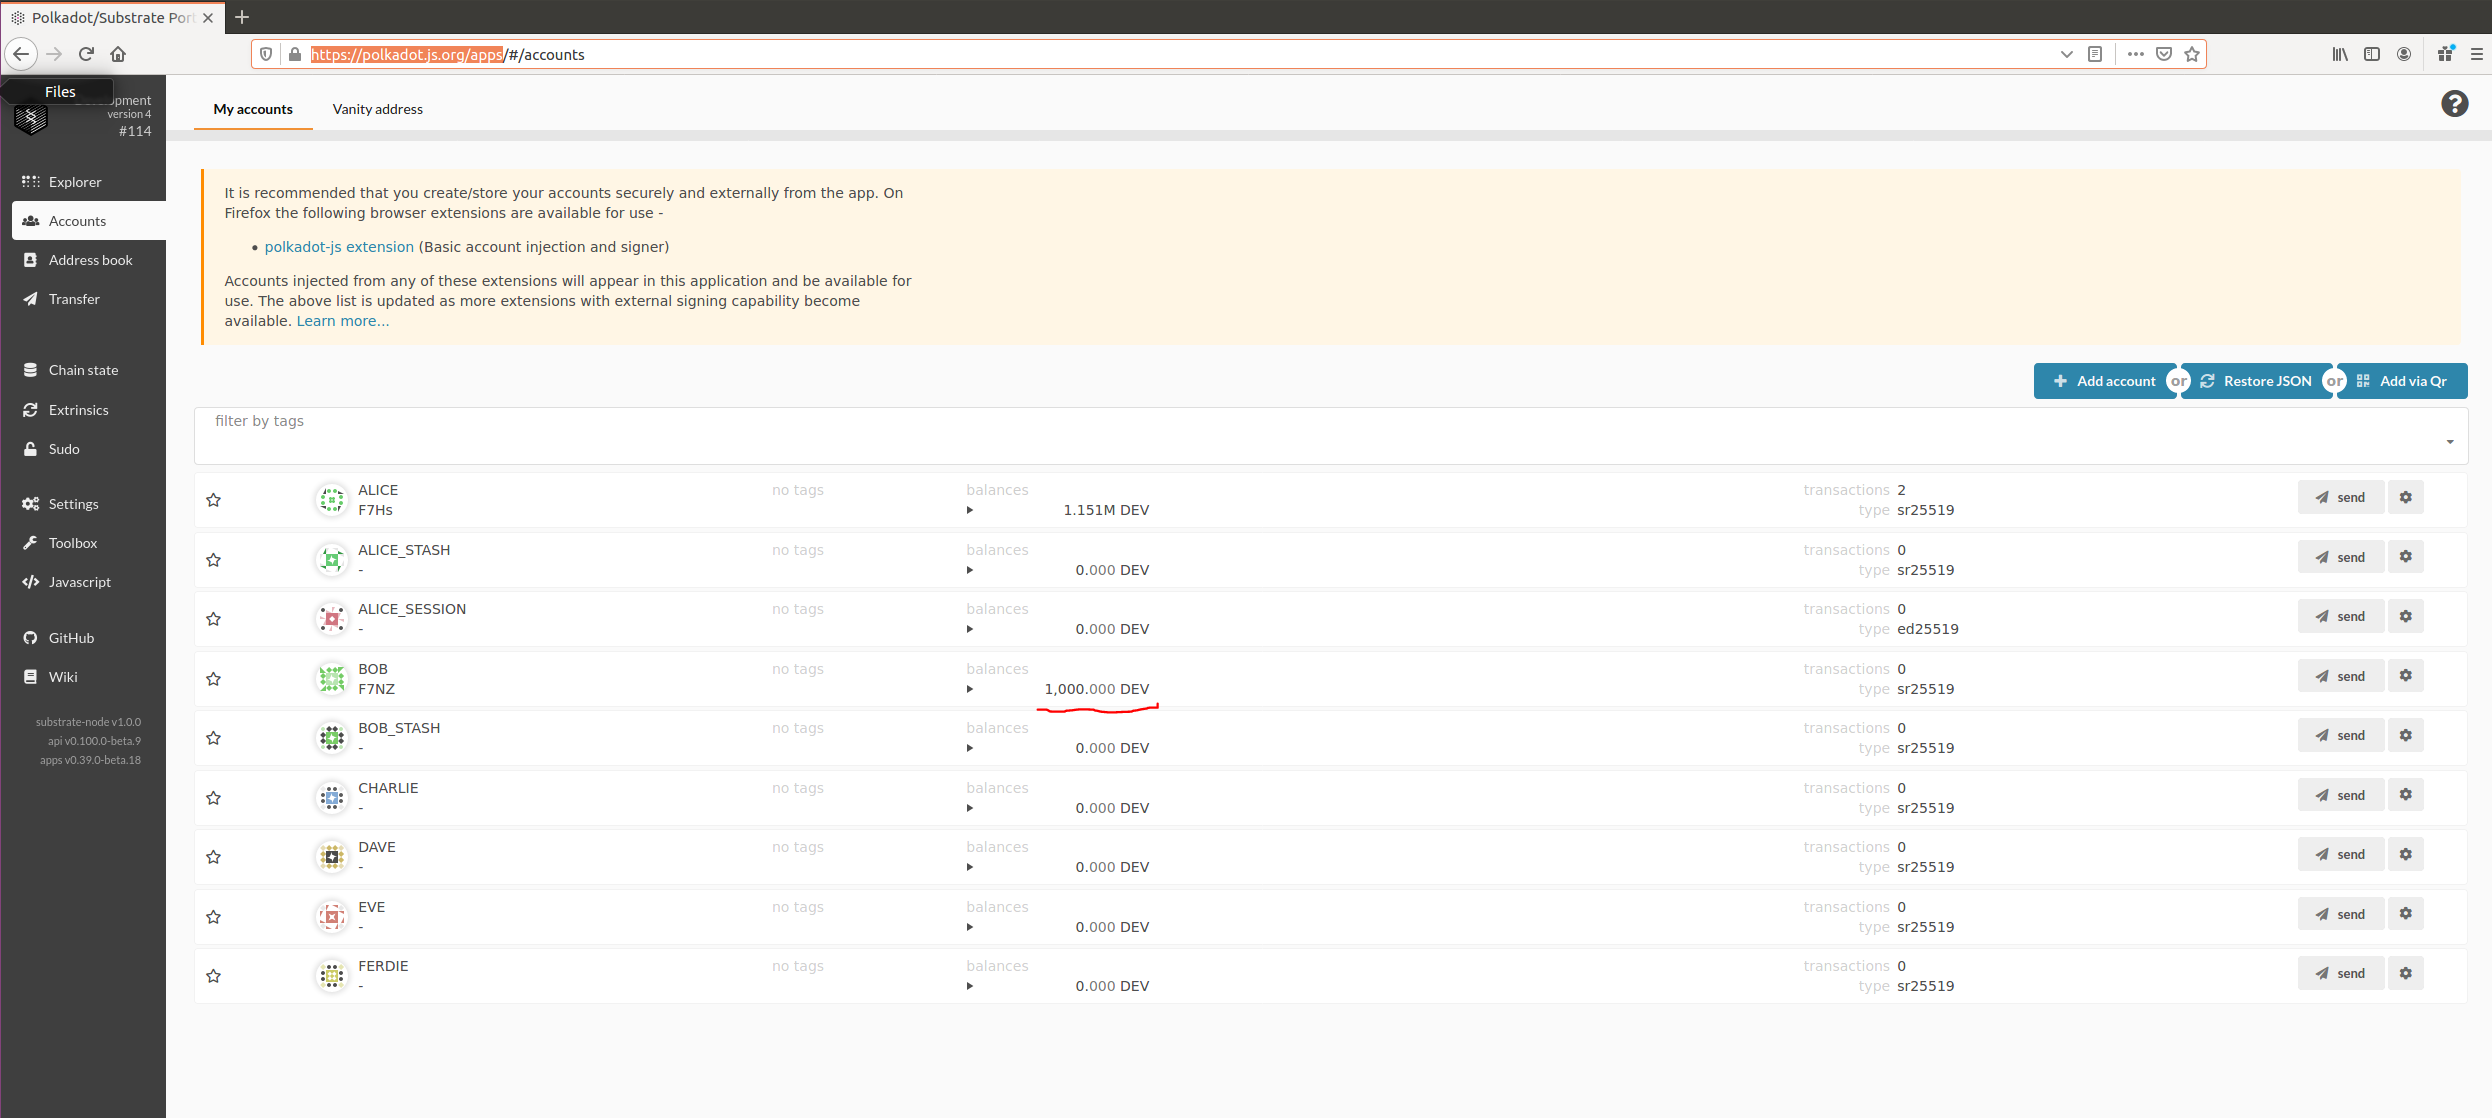 Polkadot/Substrate Port
https://polkadot.js.org/apps/#/accounts
Files
version 4
#114
Explorer
Accounts
Address book
Transfer
Chain state
Extrinsics
Sudo
Settings
Toolbox
Javascript
GitHub
Wiki
substrate-node v1.0.0
api v0.100.0-beta.9
apps v0.39.0-beta.18
My accounts
Vanity address
It is recommended that you create/store your accounts securely and externally from the app. On
Firefox the following browser extensions are available for use -
• polkadot-js extension (Basic account injection and signer)
Accounts injected from any of these extensions will appear in this application and be available for
use. The above list is updated as more extensions with external signing capability become
available. Learn more...
Add account or Restore JSON or Add via Qr
filter by tags
ALICE no tags balances transactions 2 send
F7Hs 1.151M DEV type sr25519
ALICE_STASH no tags balances transactions 0 send
- 0.000 DEV type sr25519
ALICE_SESSION no tags balances transactions 0 send
- 0.000 DEV type ed25519
BOB no tags balances transactions 0 send
F7NZ 1,000.000 DEV type sr25519
BOB_STASH no tags balances transactions 0 send
- 0.000 DEV type sr25519
CHARLIE no tags balances transactions 0 send
- 0.000 DEV type sr25519
DAVE no tags balances transactions 0 send
- 0.000 DEV type sr25519
EVE no tags balances transactions 0 send
- 0.000 DEV type sr25519
FERDIE no tags balances transactions 0 send
- 0.000 DEV type sr25519